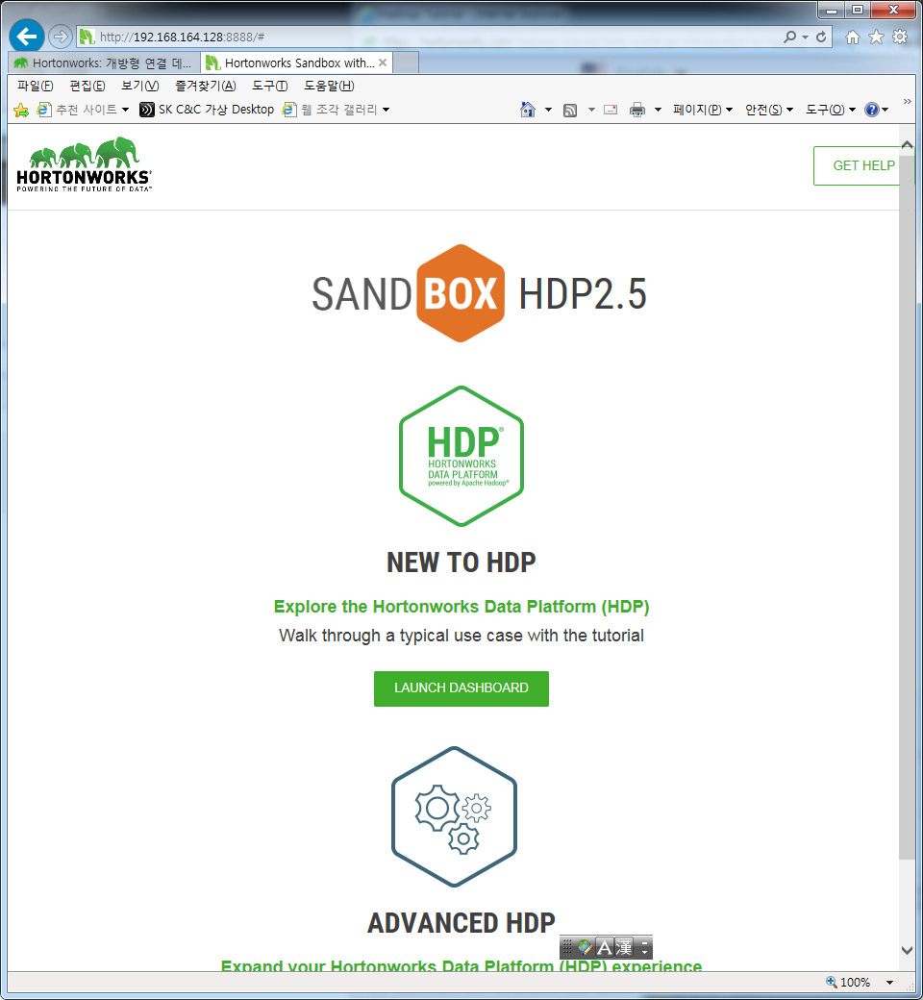 http://192.168.164.128:8888/#
Hortonworks: 개방형 연결 데...
Hortonworks Sandbox with...
파일(F) 편집(E) 보기(V) 즐겨찾기(A) 도구(T) 도움말(H)
추천 사이트 SK C&C 가상 Desktop 웹 조각 갤러리 페이지(P) 안전(S) 도구(O)
HORTONWORKS
POWERING THE FUTURE OF DATA™
GET HELP
SAND BOX HDP2.5
HDP®
HORTONWORKS
DATA PLATFORM
powered by Apache Hadoop®
NEW TO HDP
Explore the Hortonworks Data Platform (HDP)
Walk through a typical use case with the tutorial
LAUNCH DASHBOARD
ADVANCED HDP
A 漢
Expand your Hortonworks Data Platform (HDP) experience
100%